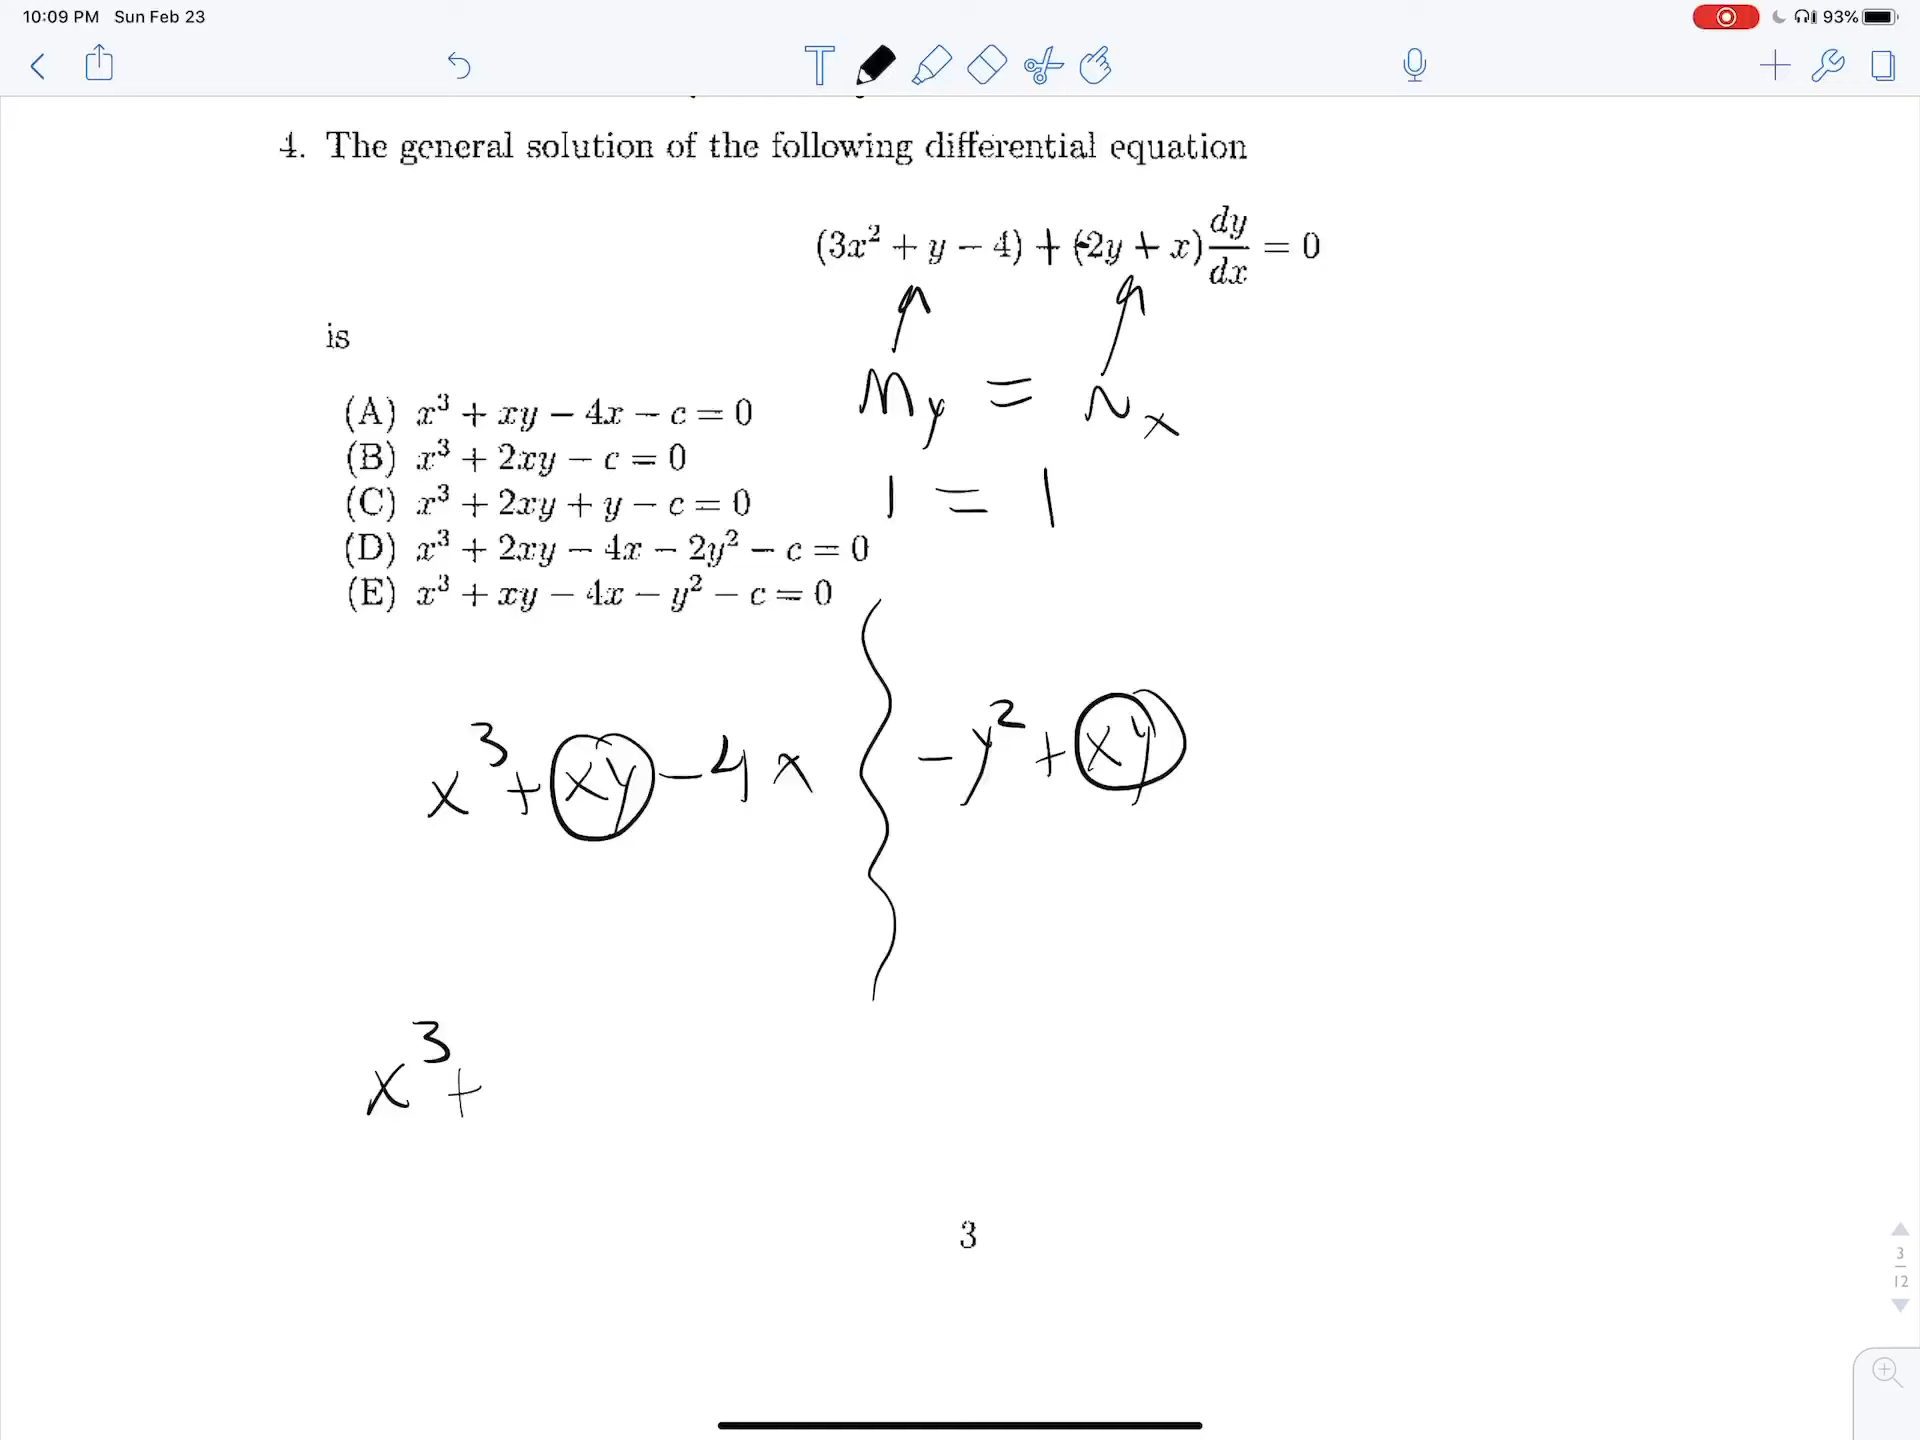 10:09 PM Sun Feb 23 93%
4. The general solution of the following differential equation
(3x² + y − 4) + (-2y + x) dy/dx = 0
is
(A) x³ + xy − 4x − c = 0
(B) x³ + 2xy − c = 0
(C) x³ + 2xy + y − c = 0
(D) x³ + 2xy − 4x − 2y² − c = 0
(E) x³ + xy − 4x − y² − c = 0
My = Nx
1 = 1
x³ + xy − 4x
− y² + xy
x³ +
3
3
12